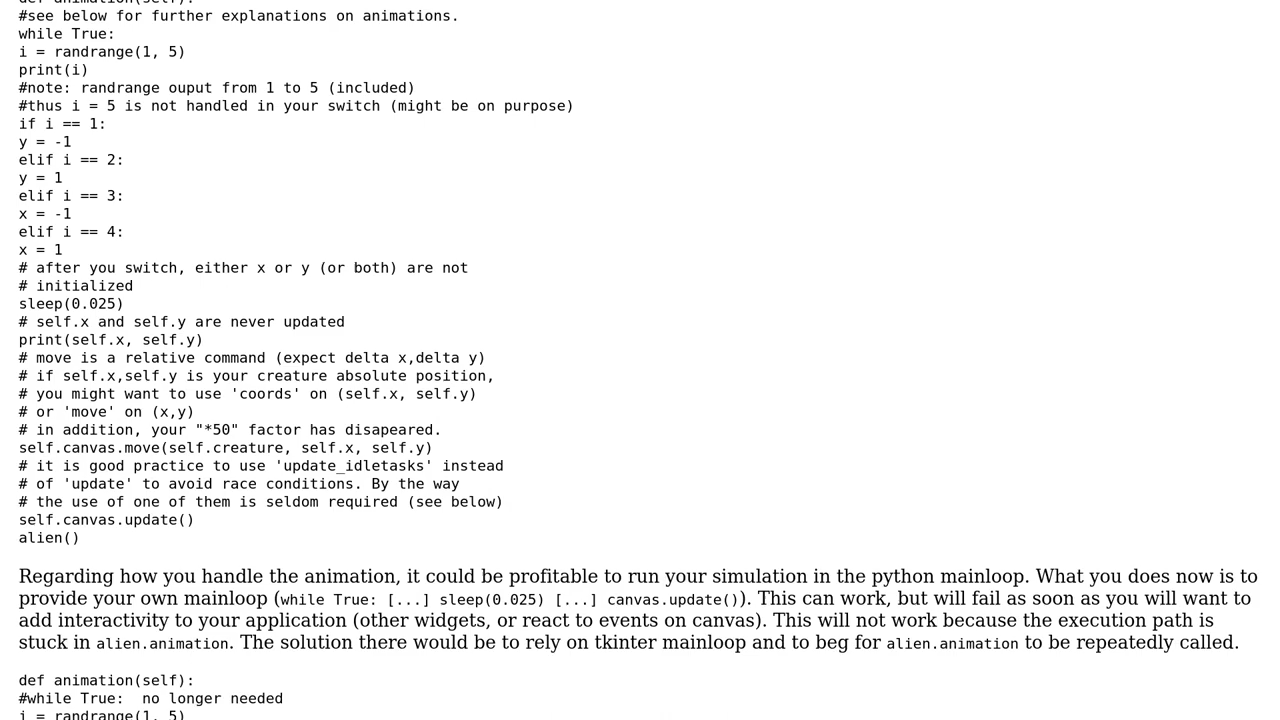 def animation(self):
#see below for further explanations on animations.
while True:
i = randrange(1, 5)
print(i)
#note: randrange ouput from 1 to 5 (included)
#thus i = 5 is not handled in your switch (might be on purpose)
if i == 1:
y = -1
elif i == 2:
y = 1
elif i == 3:
x = -1
elif i == 4:
x = 1
# after you switch, either x or y (or both) are not
# initialized
sleep(0.025)
# self.x and self.y are never updated
print(self.x, self.y)
# move is a relative command (expect delta x,delta y)
# if self.x,self.y is your creature absolute position,
# you might want to use 'coords' on (self.x, self.y)
# or 'move' on (x,y)
# in addition, your "*50" factor has disapeared.
self.canvas.move(self.creature, self.x, self.y)
# it is good practice to use 'update_idletasks' instead
# of 'update' to avoid race conditions. By the way
# the use of one of them is seldom required (see below)
self.canvas.update()
alien()
Regarding how you handle the animation, it could be profitable to run your simulation in the python mainloop. What you does now is to
provide your own mainloop (while True: [...] sleep(0.025) [...] canvas.update()). This can work, but will fail as soon as you will want to
add interactivity to your application (other widgets, or react to events on canvas). This will not work because the execution path is
stuck in alien.animation. The solution there would be to rely on tkinter mainloop and to beg for alien.animation to be repeatedly called.
def animation(self):
#while True:  no longer needed
i = randrange(1, 5)